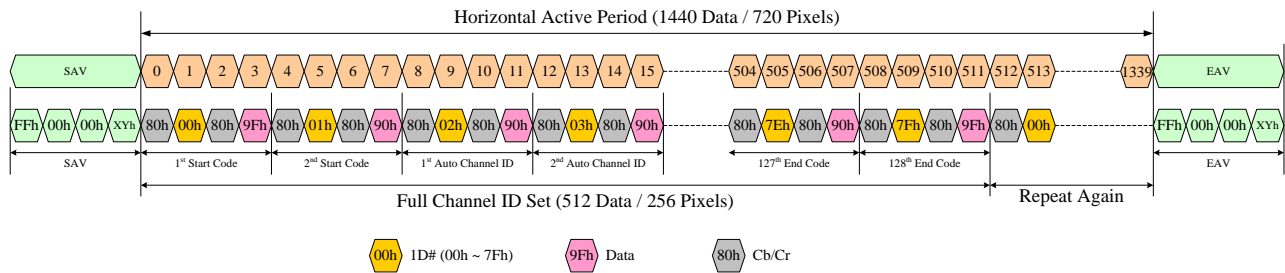 Horizontal Active Period (1440 Data / 720 Pixels)
SAV 0 1 2 3 4 5 6 7 8 9 10 11 12 13 14 15 504 505 506 507 508 509 510 511 512 513 1339 EAV
FFh 00h 00h XYh 80h 00h 80h 9Fh 80h 01h 80h 90h 80h 02h 80h 90h 80h 03h 80h 90h 80h 7Eh 80h 90h 80h 7Fh 80h 9Fh 80h 00h FFh 00h 00h XYh
SAV 1st Start Code 2nd Start Code 1st Auto Channel ID 2nd Auto Channel ID 127th End Code 128th End Code EAV
Full Channel ID Set (512 Data / 256 Pixels) Repeat Again
00h 1D# (00h ~ 7Fh) 9Fh Data 80h Cb/Cr